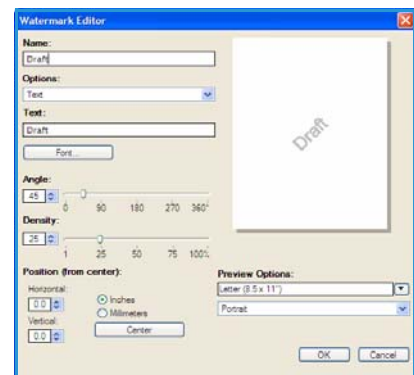 Watermark Editor
Name:
Draft
Options:
Text
Text:
Draft
Font...
Draft
Angle:
45
0 90 180 270 360°
Density:
25
1 25 50 75 100%
Position (from center):
Horizontal:
0.0
Inches
Millimeters
Vertical:
0.0
Center
Preview Options:
Letter (8.5 x 11")
Portrait
OK Cancel